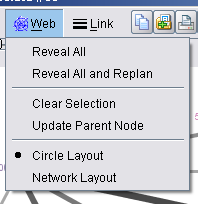 Web Link
Reveal All
Reveal All and Replan
Clear Selection
Update Parent Node
Circle Layout
Network Layout